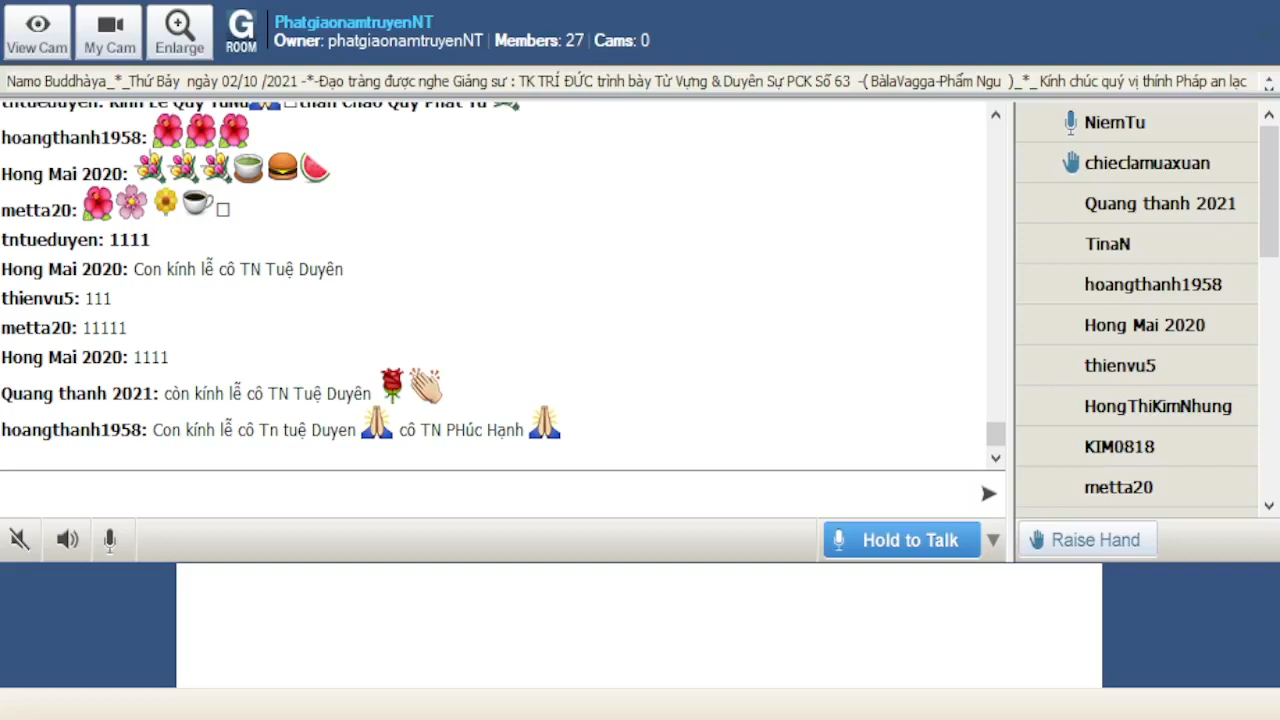 View Cam
My Cam
Enlarge
G
ROOM
PhatgiaonamtruyenNT
Owner: phatgiaonamtruyenNT | Members: 27 | Cams: 0
Namo Buddhàya_*_Thứ Bảy ngày 02/10 /2021 -*-Đạo tràng được nghe Giảng sư : TK TRÍ ĐỨC trình bày Từ Vựng & Duyên Sự PCK Số 63 -( BàlaVagga-Phẩm Ngu )_*_ Kính chúc quý vị thính Pháp an lạc
hoangthanh1958:
Hong Mai 2020:
metta20:
tntueduyen: 1111
Hong Mai 2020: Con kính lễ cô TN Tuệ Duyên
thienvu5: 111
metta20: 11111
Hong Mai 2020: 1111
Quang thanh 2021: còn kính lễ cô TN Tuệ Duyên
hoangthanh1958: Con kính lễ cô Tn tuệ Duyen cô TN PHúc Hạnh
NiemTu
chieclamuaxuan
Quang thanh 2021
TinaN
hoangthanh1958
Hong Mai 2020
thienvu5
HongThiKimNhung
KIM0818
metta20
Hold to Talk
Raise Hand